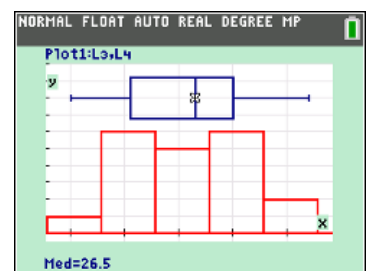 NORMAL FLOAT AUTO REAL DEGREE MP
Plot1:L3,L4
y
x
Med=26.5